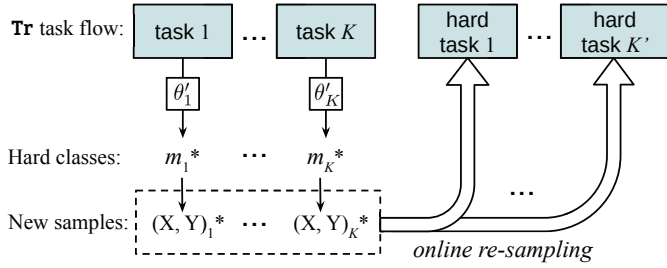 Tr task flow: task 1 ... task K hard task 1 ... hard task K'
θ′₁ θ′K
Hard classes: m₁* ... mK*
...
New samples: (X, Y)₁* ... (X, Y)K*
online re-sampling